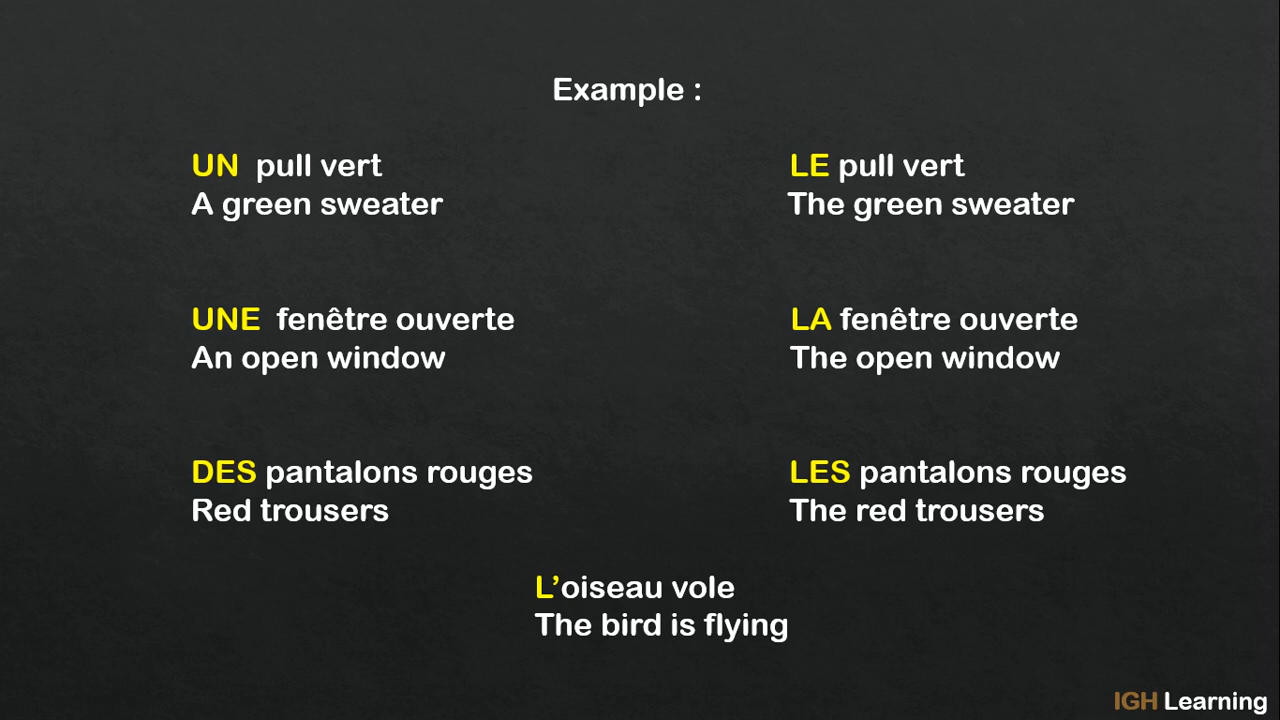 Example :
UN pull vert
A green sweater
LE pull vert
The green sweater
UNE fenêtre ouverte
An open window
LA fenêtre ouverte
The open window
DES pantalons rouges
Red trousers
LES pantalons rouges
The red trousers
L’oiseau vole
The bird is flying
IGH Learning